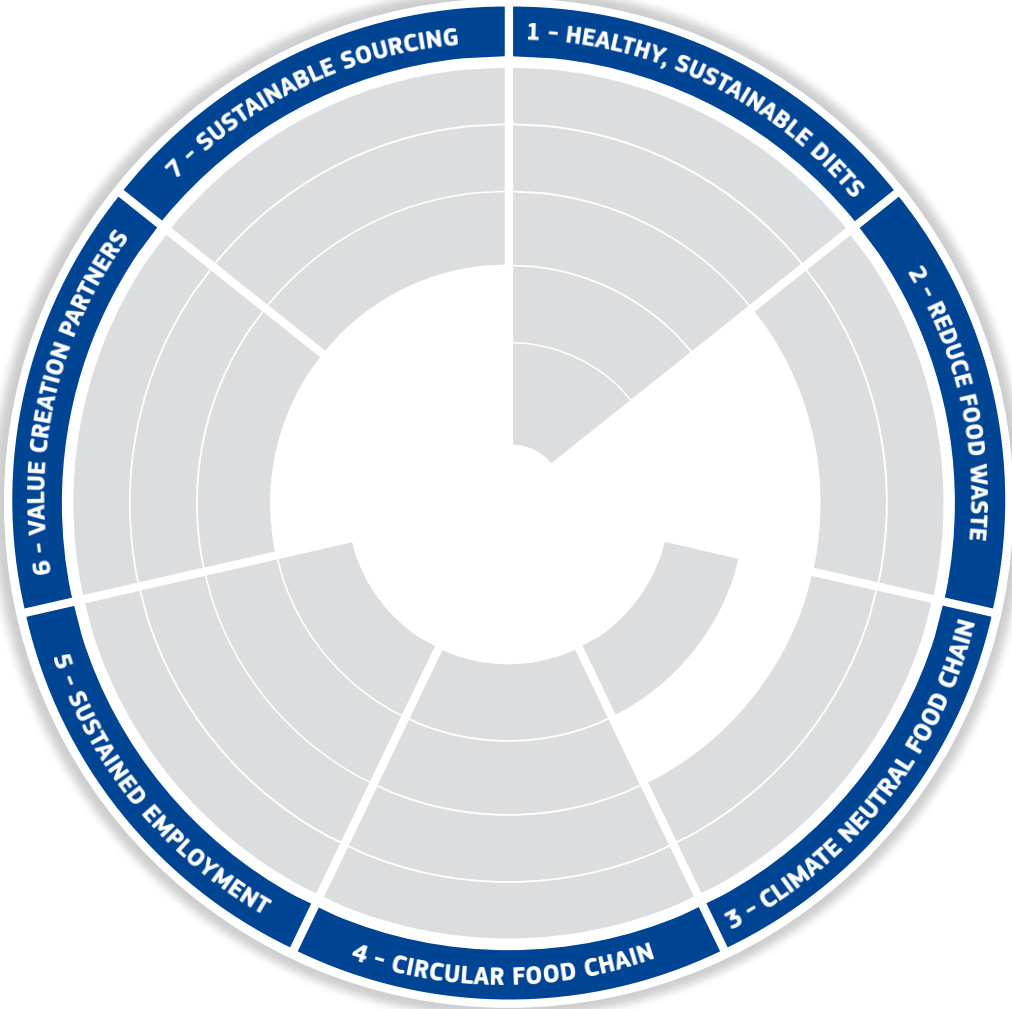 1 - HEALTHY, SUSTAINABLE DIETS
2 - REDUCE FOOD WASTE
3 - CLIMATE NEUTRAL FOOD CHAIN
4 - CIRCULAR FOOD CHAIN
5 - SUSTAINED EMPLOYMENT
6 - VALUE CREATION PARTNERS
7 - SUSTAINABLE SOURCING